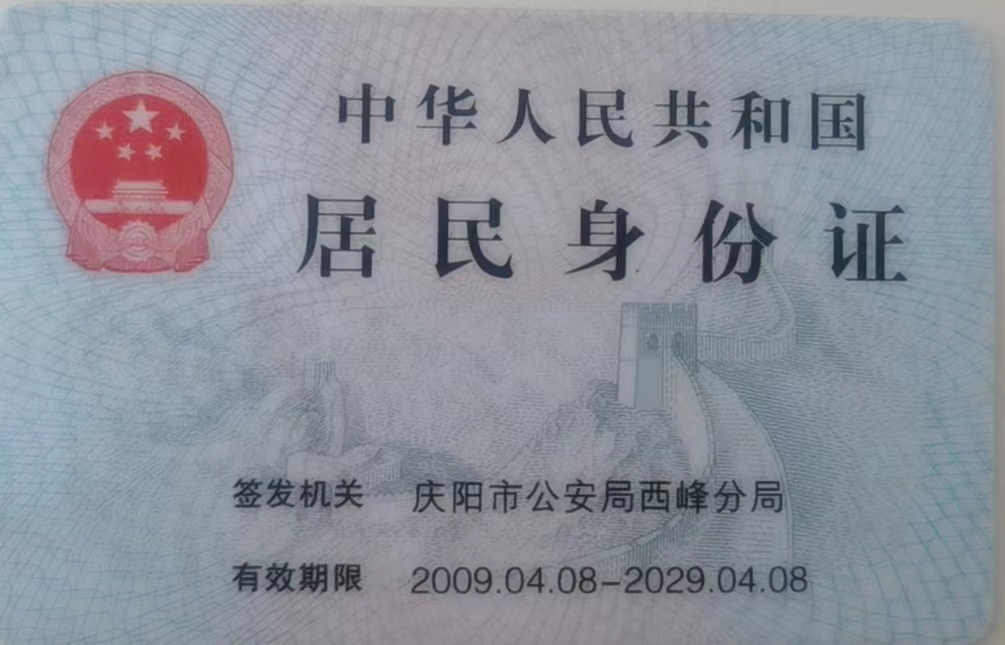 中华人民共和国
居民身份证
签发机关 庆阳市公安局西峰分局
有效期限 2009.04.08-2029.04.08